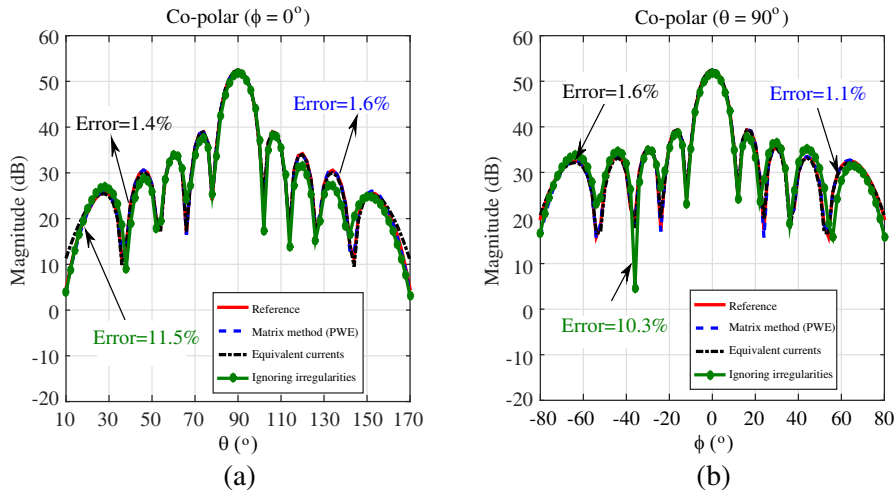 Co-polar (ϕ = 0°)
60
50
40
30
20
10
0
-10
-20
Magnitude (dB)
Error=1.4%
Error=1.6%
Error=11.5%
Reference
Matrix method (PWE)
Equivalent currents
Ignoring irregularities
10 30 50 70 90 110 130 150 170
θ (°)
(a)
Co-polar (θ = 90°)
60
50
40
30
20
10
0
-10
-20
Magnitude (dB)
Error=1.6%
Error=1.1%
Error=10.3%
Reference
Matrix method (PWE)
Equivalent currents
Ignoring irregularities
-80 -60 -40 -20 0 20 40 60 80
ϕ (°)
(b)